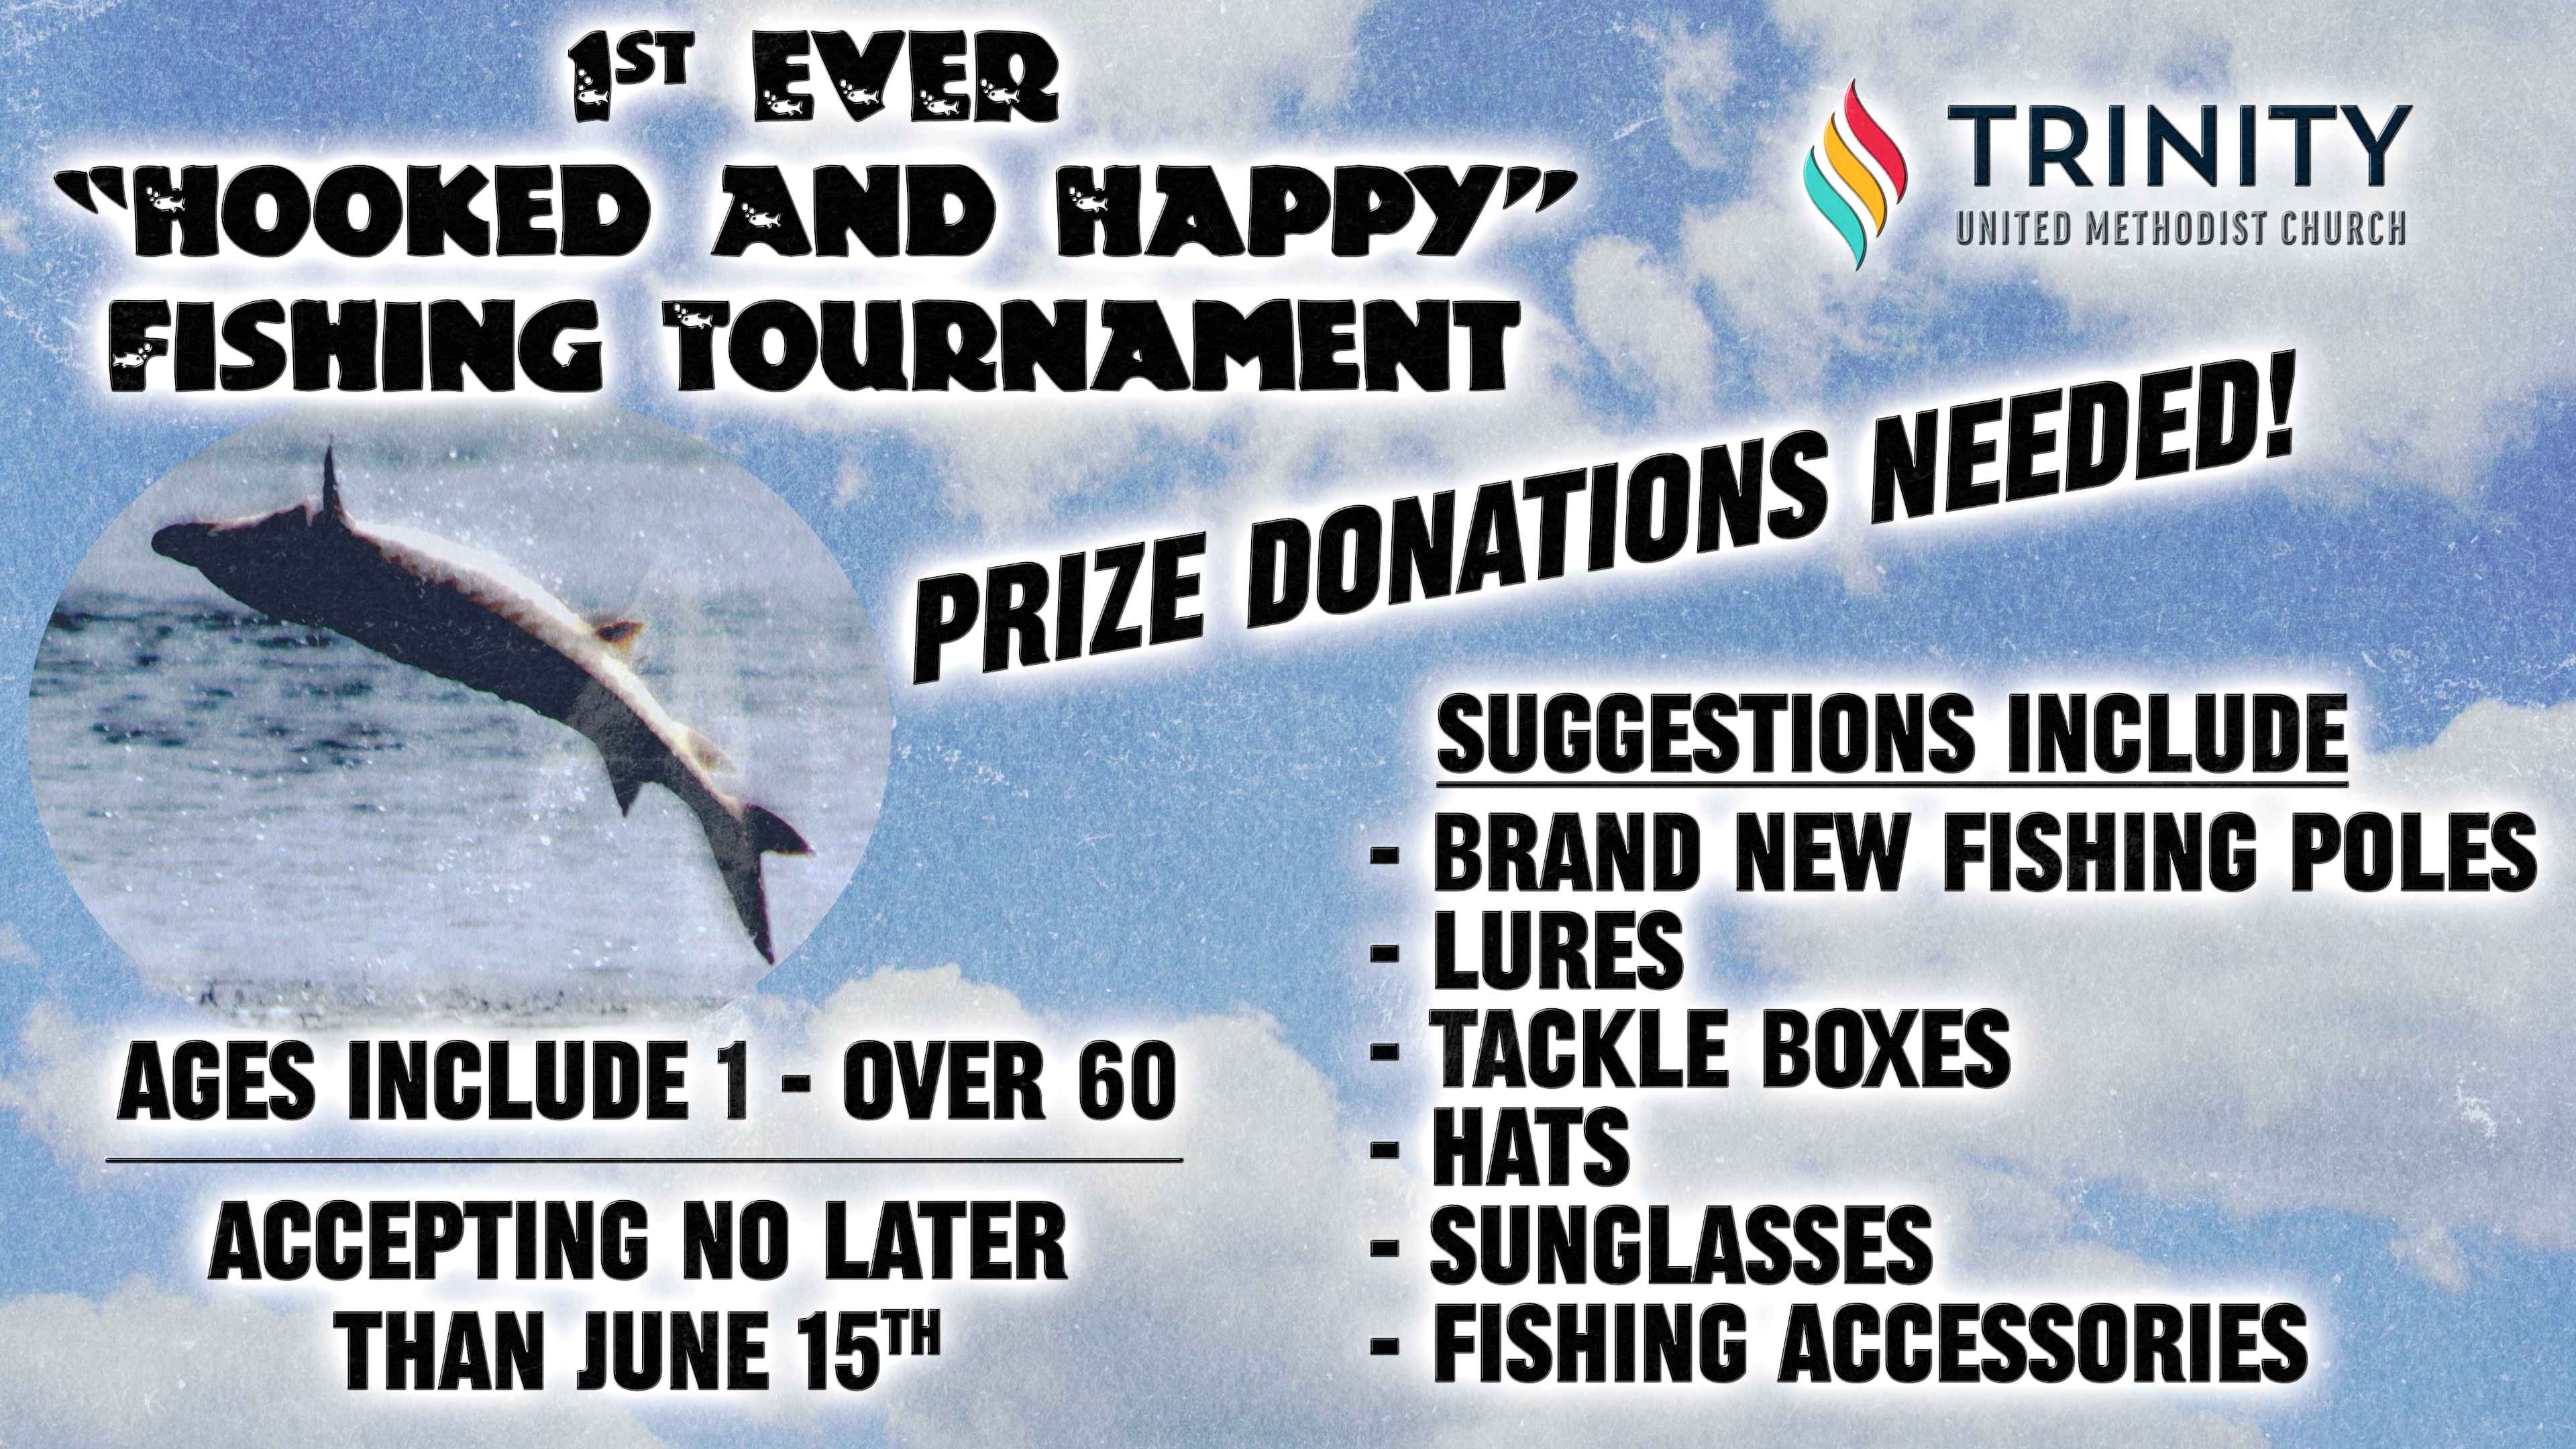 1ST EVER
"HOOKED AND HAPPY"
FISHING TOURNAMENT
TRINITY
UNITED METHODIST CHURCH
PRIZE DONATIONS NEEDED!
SUGGESTIONS INCLUDE
- BRAND NEW FISHING POLES
- LURES
- TACKLE BOXES
- HATS
- SUNGLASSES
- FISHING ACCESSORIES
AGES INCLUDE 1 - OVER 60
ACCEPTING NO LATER
THAN JUNE 15TH